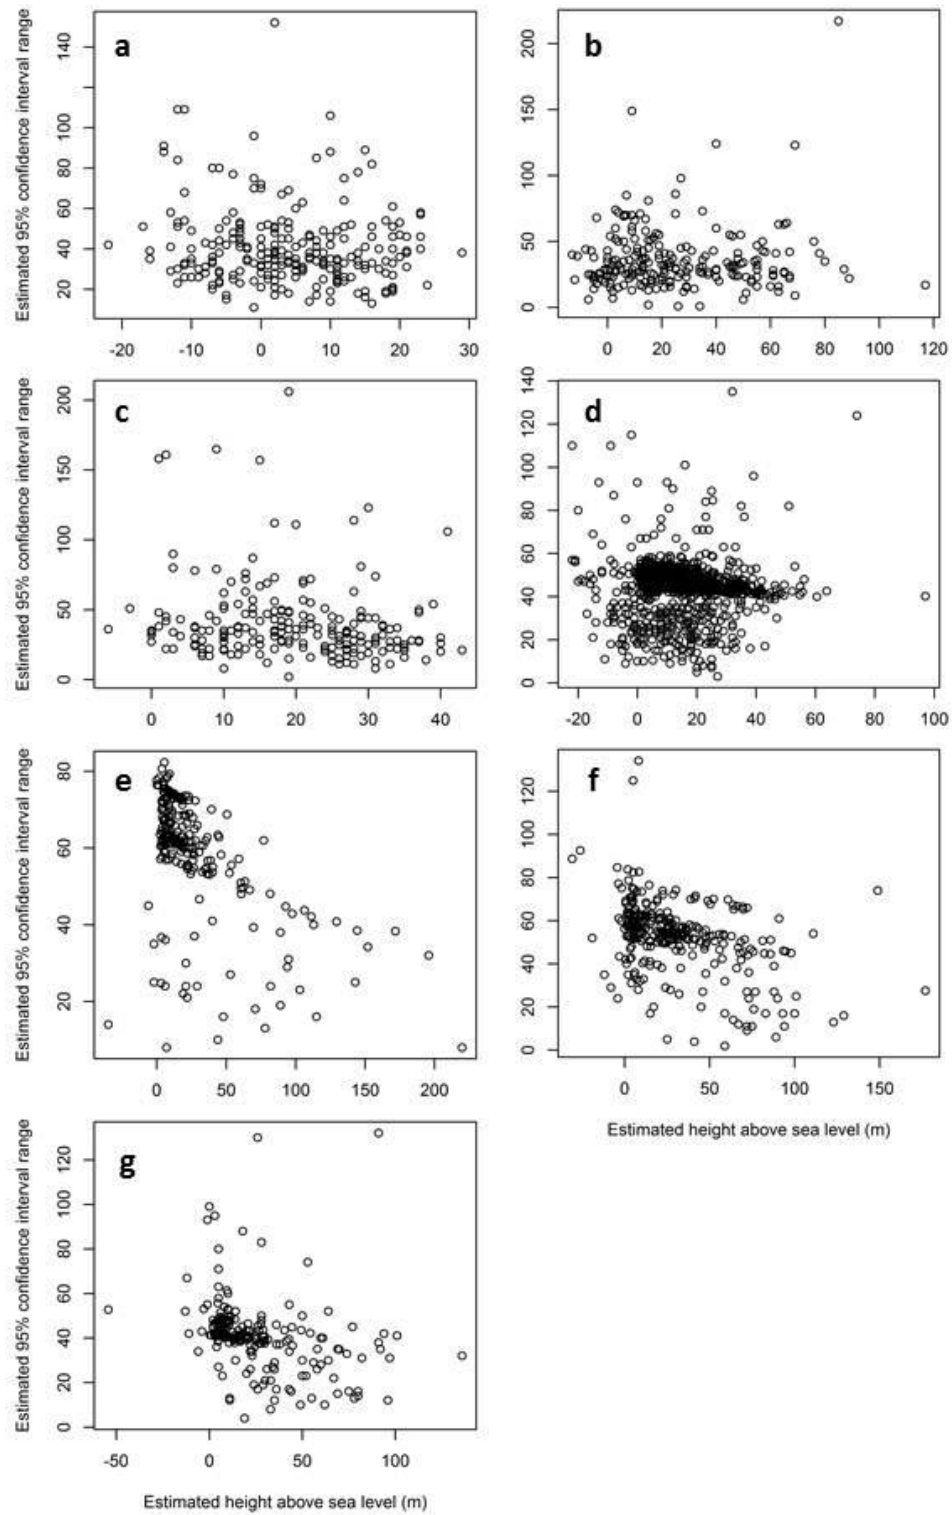 Estimated 95% confidence interval range
a
140
100
80
60
40
20
-20 -10 0 10 20 30
b
200
150
100
50
0
0 20 40 60 80 100 120
Estimated 95% confidence interval range
c
200
150
100
50
0
0 10 20 30 40
d
140
120
100
80
60
40
20
0
-20 0 20 40 60 80 100
Estimated 95% confidence interval range
e
80
60
40
20
0 50 100 150 200
f
120
100
80
60
40
20
0
0 50 100 150
Estimated height above sea level (m)
Estimated 95% confidence interval range
g
120
100
80
60
40
20
0
-50 0 50 100
Estimated height above sea level (m)